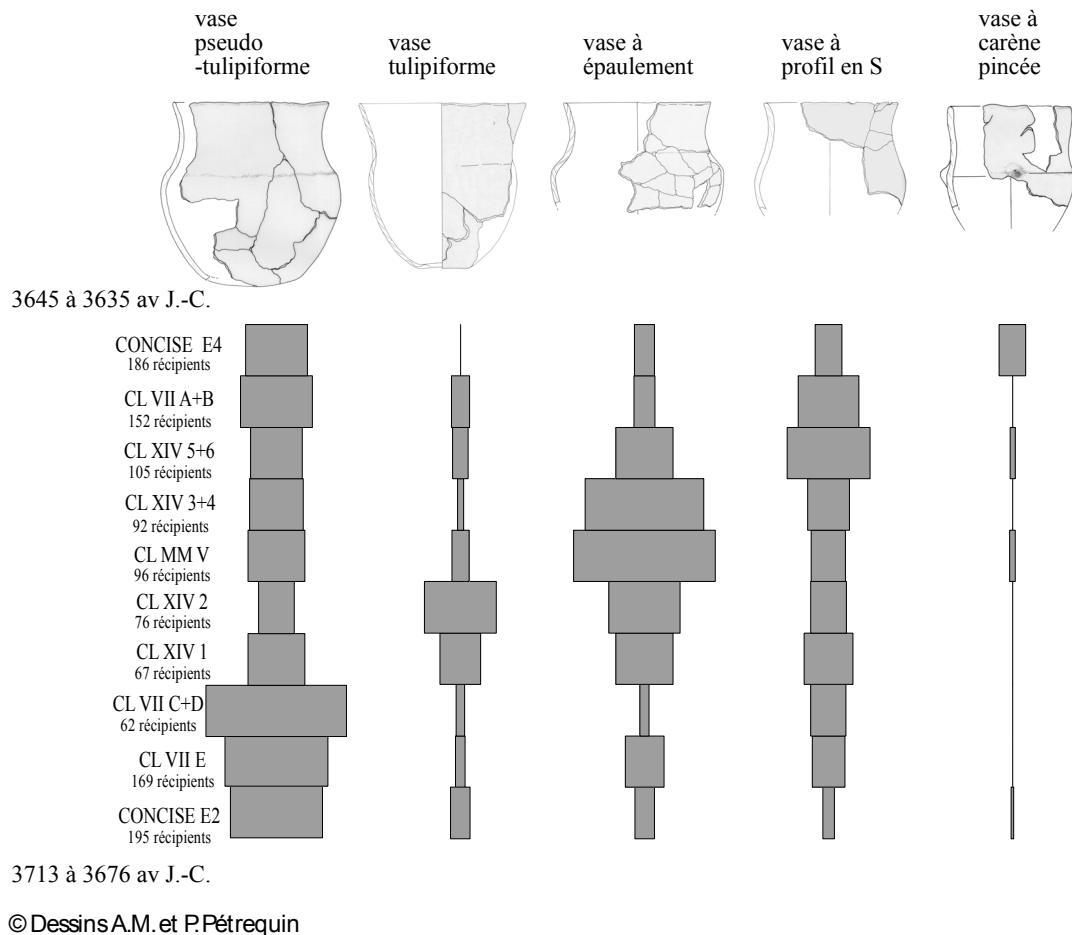 vase
pseudo
-tulipiforme
vase
tulipiforme
vase à
épaulement
vase à
profil en S
vase à
carène
pincée
3645 à 3635 av J.-C.
CONCISE E4
186 récipients
CL VII A+B
152 récipients
CL XIV 5+6
105 récipients
CL XIV 3+4
92 récipients
CL MM V
96 récipients
CL XIV 2
76 récipients
CL XIV 1
67 récipients
CL VII C+D
62 récipients
CL VII E
169 récipients
CONCISE E2
195 récipients
3713 à 3676 av J.-C.
© Dessins A.M. et P.Pétrequin